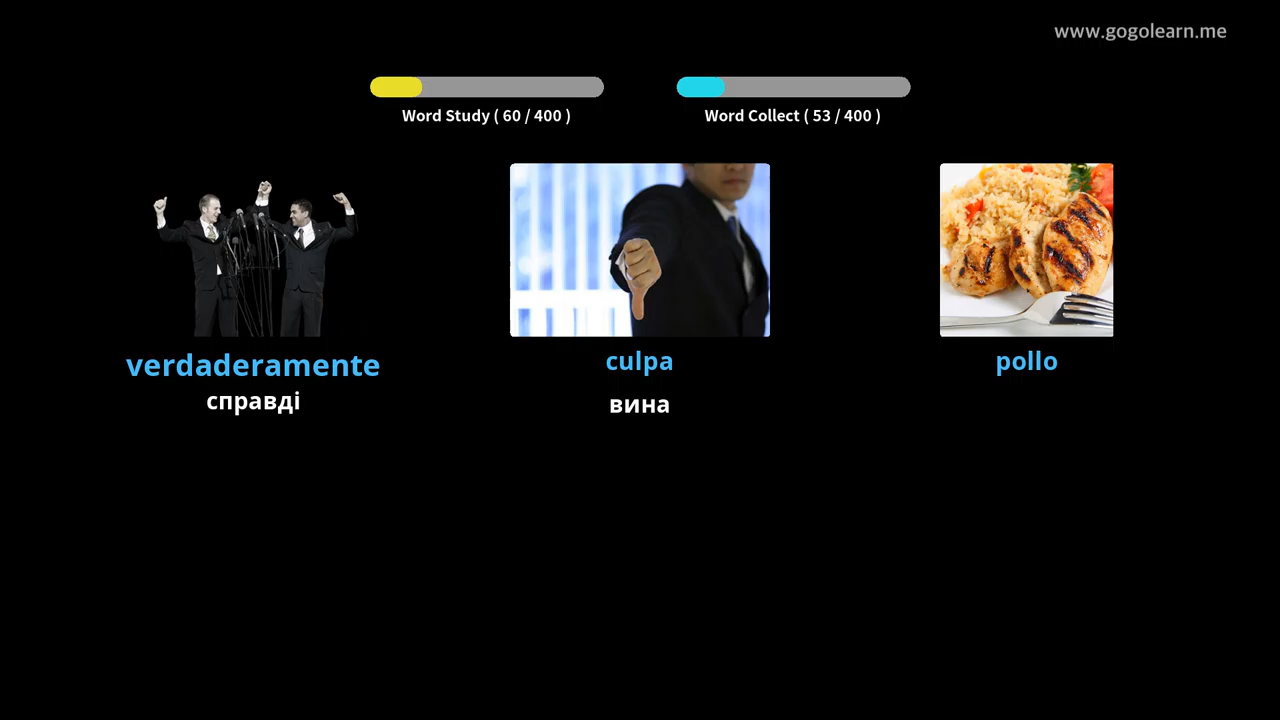 www.gogolearn.me
Word Study ( 60 / 400 )
Word Collect ( 53 / 400 )
verdaderamente
справді
culpa
вина
pollo